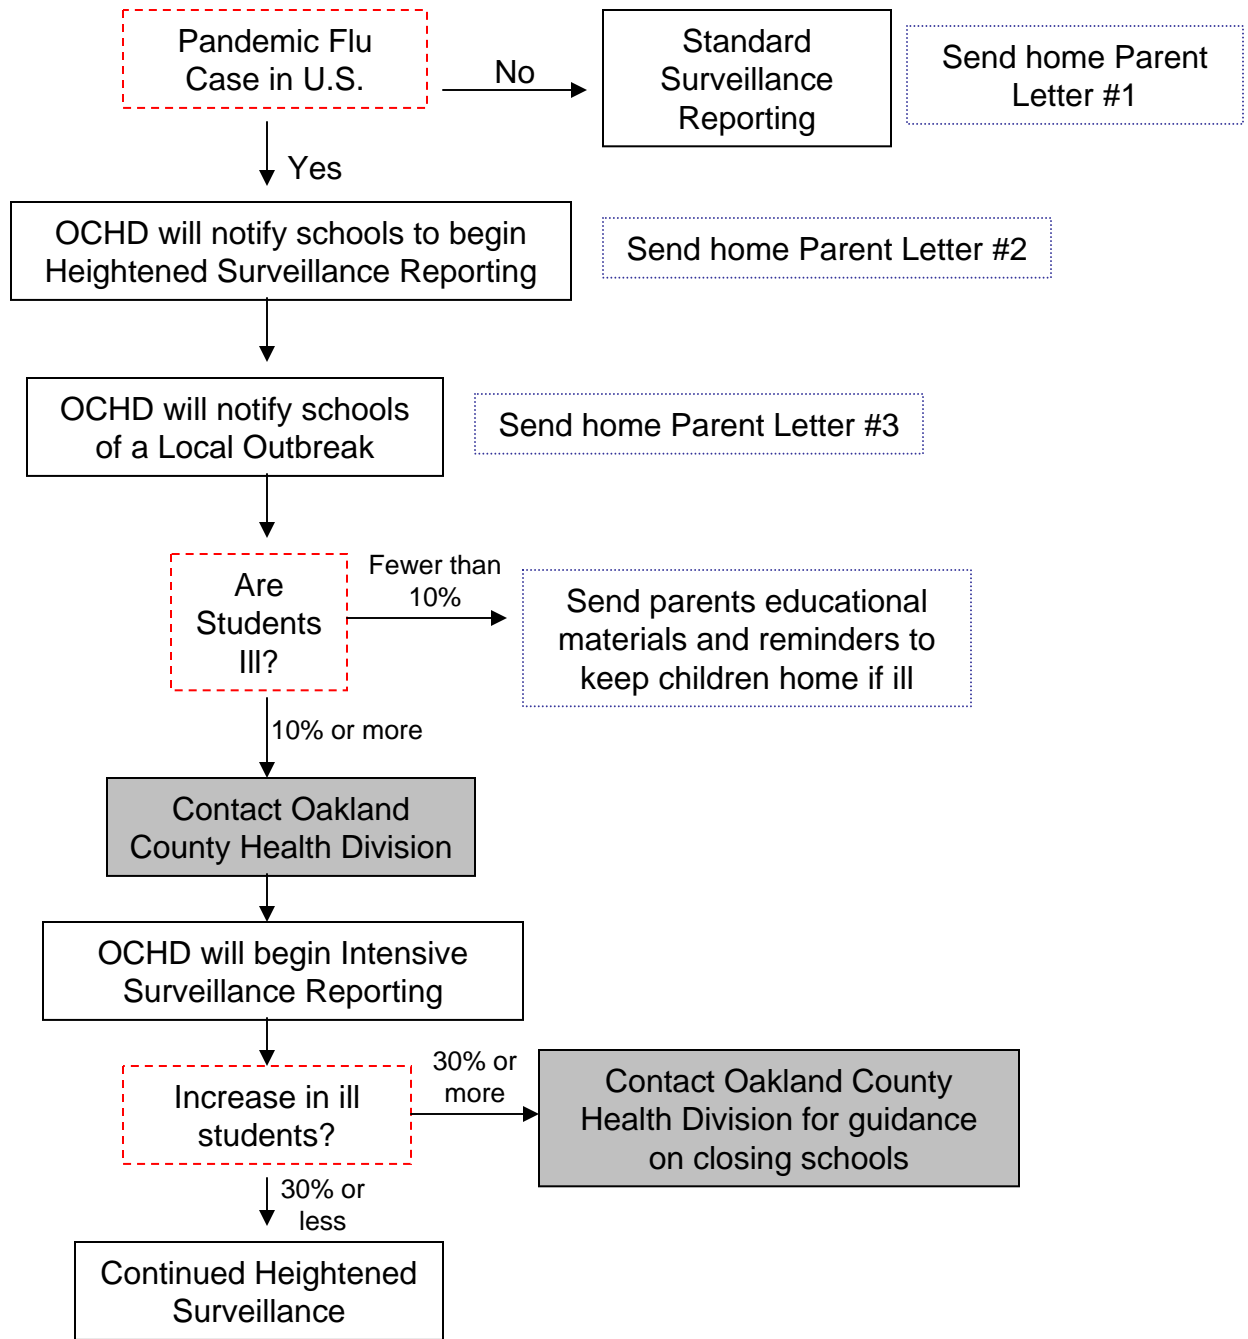 Pandemic Flu
Case in U.S.
No
Standard
Surveillance
Reporting
Send home Parent
Letter #1
Yes
OCHD will notify schools to begin
Heightened Surveillance Reporting
Send home Parent Letter #2
OCHD will notify schools
of a Local Outbreak
Send home Parent Letter #3
Are
Students
Ill?
Fewer than
10%
Send parents educational
materials and reminders to
keep children home if ill
10% or more
Contact Oakland
County Health Division
OCHD will begin Intensive
Surveillance Reporting
Increase in ill
students?
30% or
more
Contact Oakland County
Health Division for guidance
on closing schools
30% or
less
Continued Heightened
Surveillance